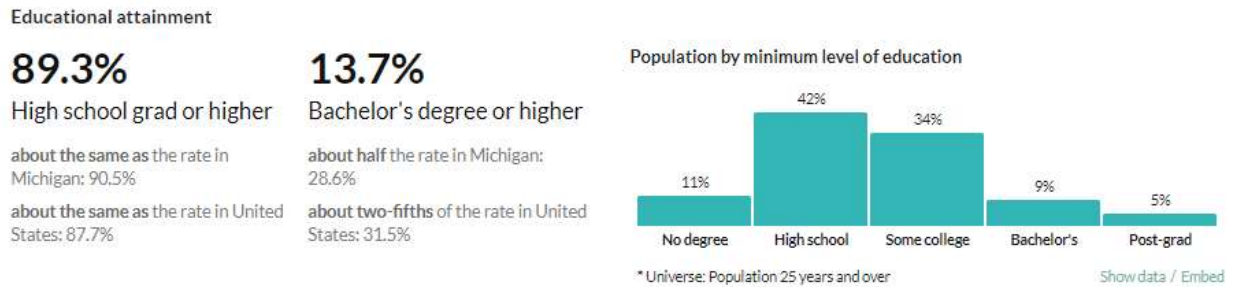 Educational attainment
89.3%
High school grad or higher
about the same as the rate in
Michigan: 90.5%
about the same as the rate in United
States: 87.7%
13.7%
Bachelor's degree or higher
about half the rate in Michigan:
28.6%
about two-fifths of the rate in United
States: 31.5%
Population by minimum level of education
11%
42%
34%
9%
5%
No degree
High school
Some college
Bachelor's
Post-grad
* Universe: Population 25 years and over
Show data / Embed